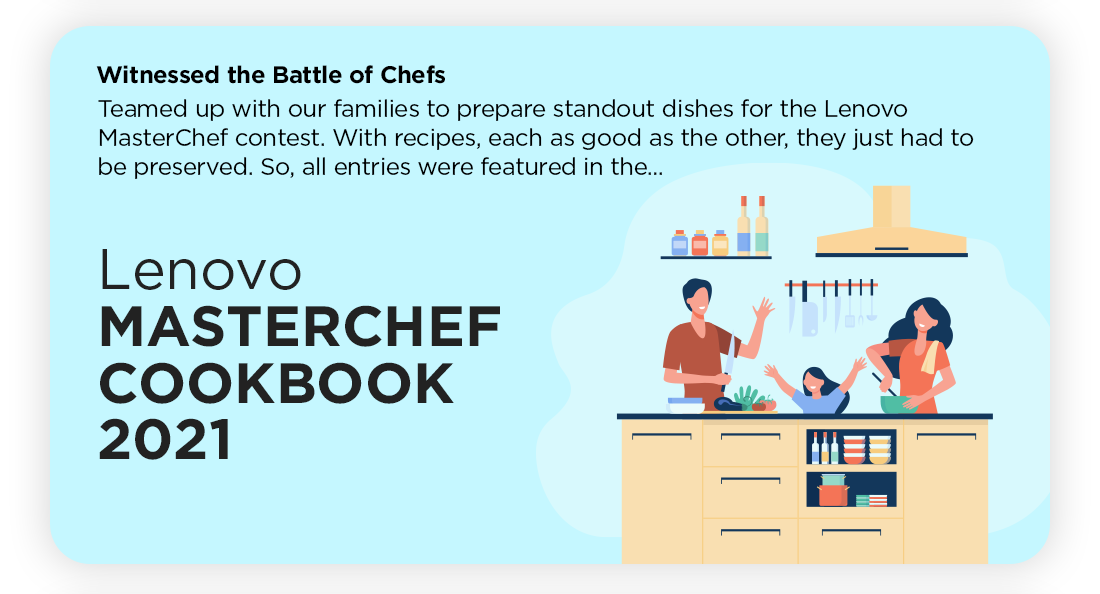 Witnessed the Battle of Chefs
Teamed up with our families to prepare standout dishes for the Lenovo
MasterChef contest. With recipes, each as good as the other, they just had to
be preserved. So, all entries were featured in the...
Lenovo
MASTERCHEF
COOKBOOK
2021